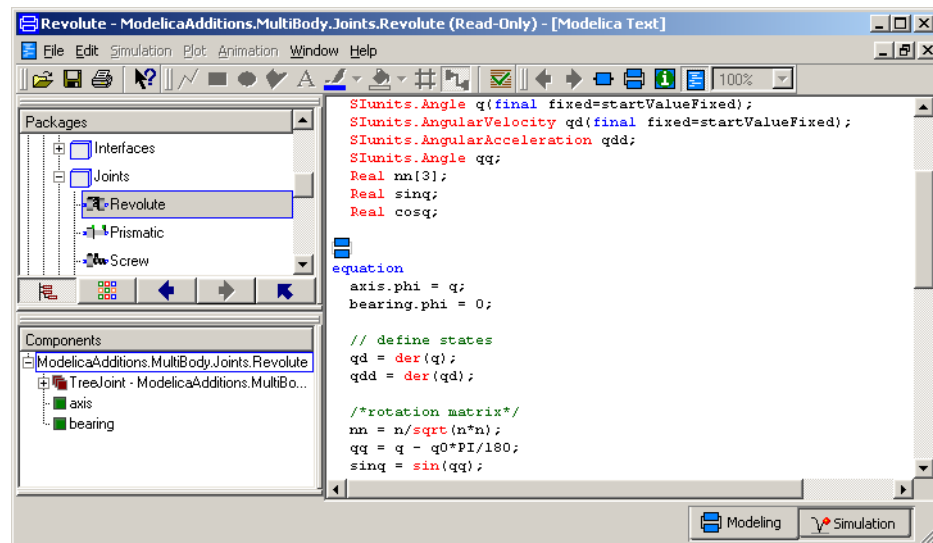 Revolute - ModelicaAdditions.MultiBody.Joints.Revolute (Read-Only) - [Modelica Text]
File Edit Simulation Plot Animation Window Help
A 100%
Packages
Interfaces
Joints
Revolute
Prismatic
Screw
Components
ModelicaAdditions.MultiBody.Joints.Revolute
TreeJoint - ModelicaAdditions.MultiBo...
axis
bearing
SIunits.Angle q(final fixed=startValueFixed);
SIunits.AngularVelocity qd(final fixed=startValueFixed);
SIunits.AngularAcceleration qdd;
SIunits.Angle qq;
Real nn[3];
Real sinq;
Real cosq;
equation
axis.phi = q;
bearing.phi = 0;
// define states
qd = der(q);
qdd = der(qd);
/*rotation matrix*/
nn = n/sqrt(n*n);
qq = q - q0*PI/180;
sinq = sin(qq);
Modeling Simulation